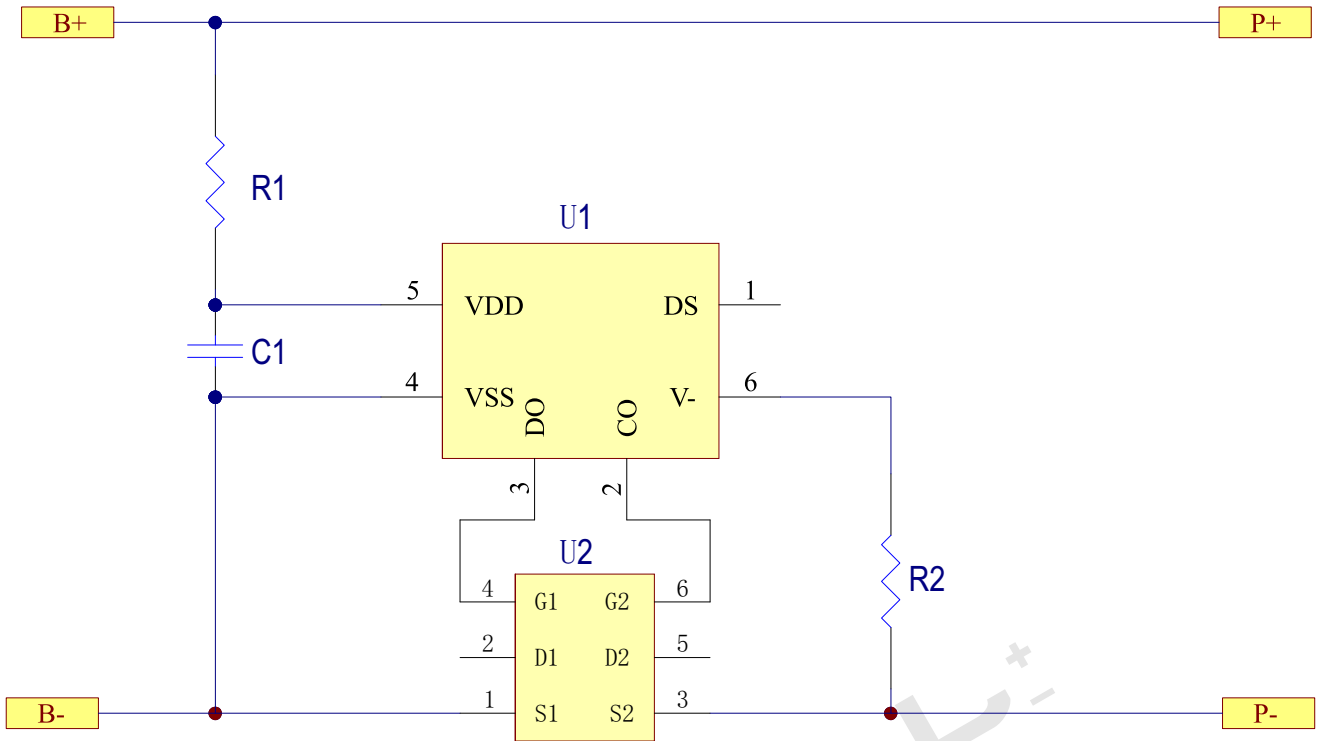 B+
P+
R1
U1
5
VDD
DS
1
C1
4
VSS
DO
CO
V-
6
3
2
U2
4
G1
G2
6
R2
2
D1
D2
5
B-
1
S1
S2
3
P-